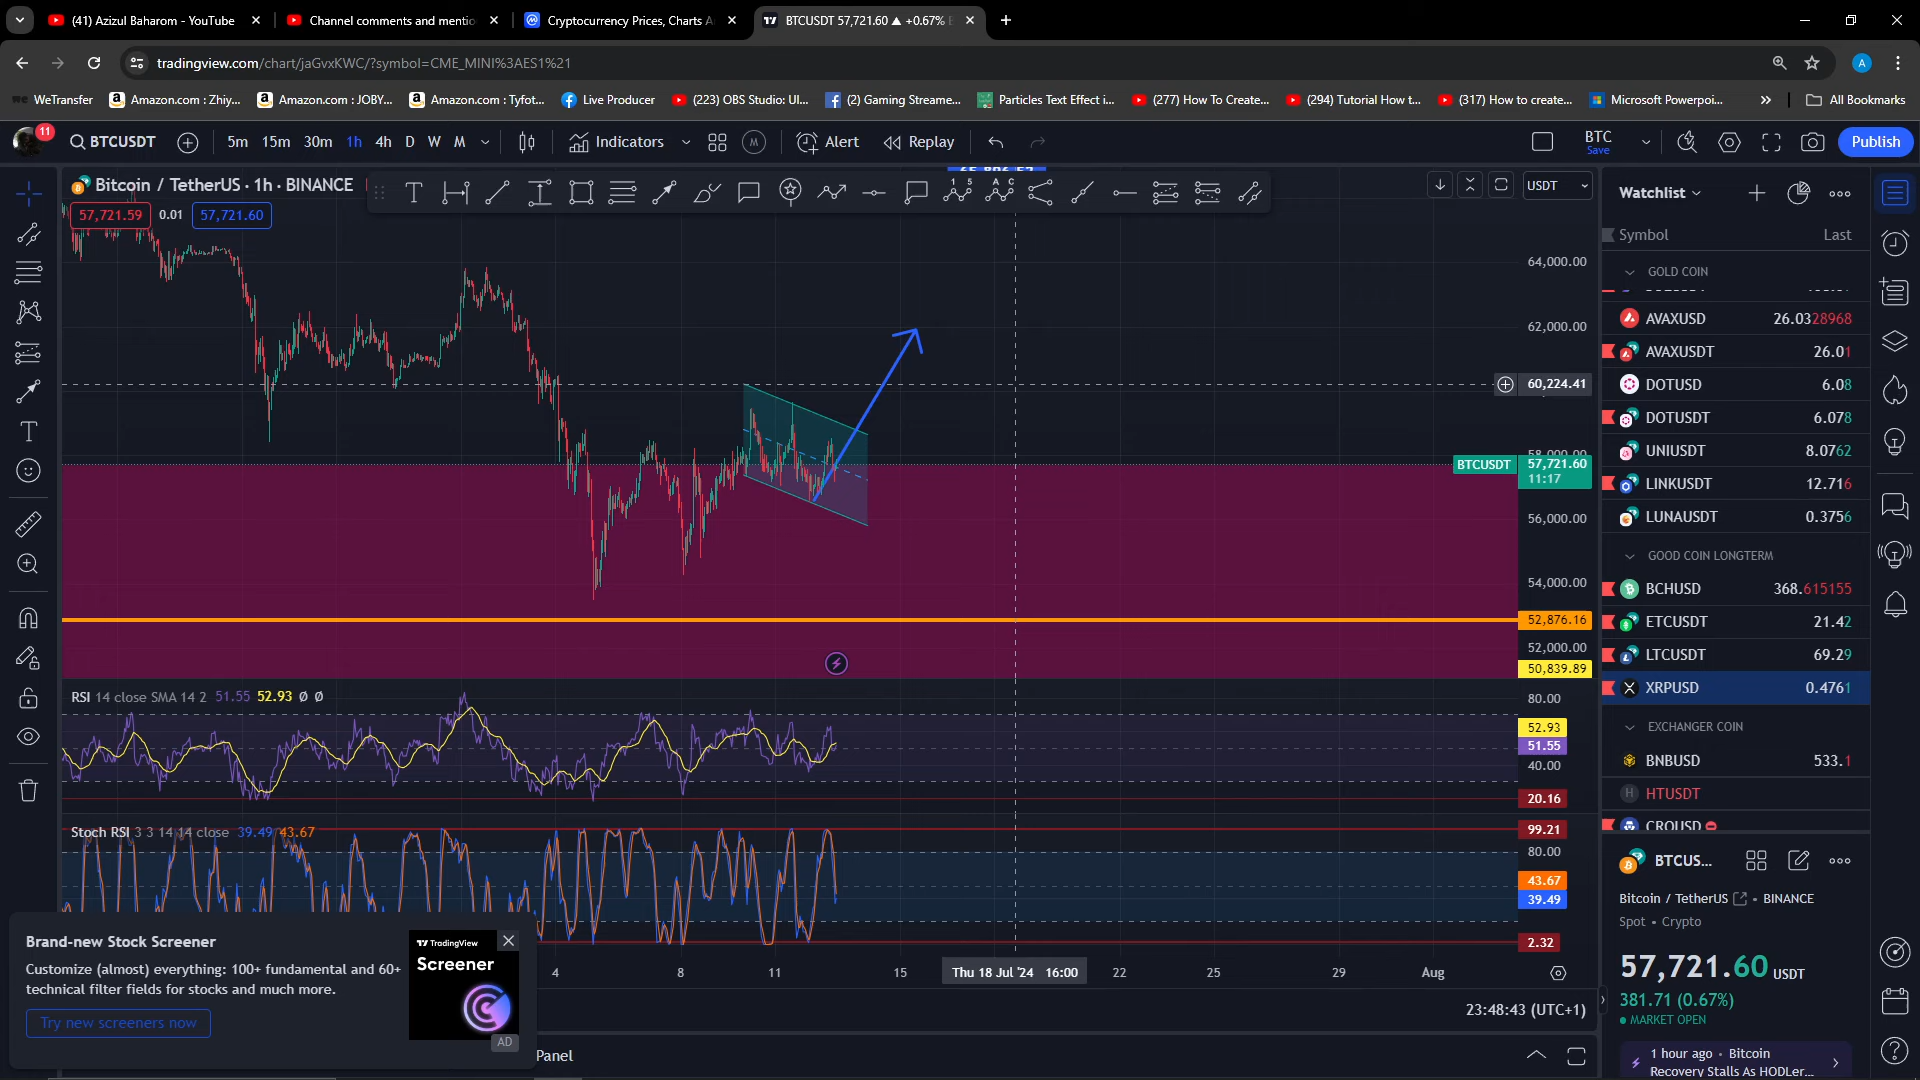 (41) Azizul Baharom - YouTube
Channel comments and mentio
Cryptocurrency Prices, Charts A
BTCUSDT 57,721.60 ▲ +0.67%
tradingview.com/chart/jaGvxKWC/?symbol=CME_MINI%3AES1%21
A
WeTransfer
Amazon.com : Zhiy...
Amazon.com : JOBY...
Amazon.com : Tyfot...
Live Producer
(223) OBS Studio: Ul...
(2) Gaming Streame...
Particles Text Effect i...
(277) How To Create...
(294) Tutorial How t...
(317) How to create...
Microsoft Powerpoi...
All Bookmarks
11
BTCUSDT
5m 15m 30m 1h 4h D W M
Indicators
M
Alert
Replay
BTC
Save
Publish
Bitcoin / TetherUS · 1h · BINANCE
57,721.59 0.01 57,721.60
USDT
64,000.00
62,000.00
60,224.41
58,000.00
BTCUSDT 57,721.60
11:17
56,000.00
54,000.00
52,876.16
52,000.00
50,839.89
RSI 14 close SMA 14 2 51.55 52.93 Ø Ø
80.00
52.93
51.55
40.00
20.16
Stoch RSI 3 3 14 14 close 39.49 43.67
99.21
80.00
43.67
39.49
2.32
4 8 11 15 Thu 18 Jul '24 16:00 22 25 29 Aug
23:48:43 (UTC+1)
Panel
Brand-new Stock Screener
Customize (almost) everything: 100+ fundamental and 60+
technical filter fields for stocks and much more.
Try new screeners now
TradingView
Screener
AD
Watchlist
Symbol Last
GOLD COIN
AVAXUSD 26.0328968
AVAXUSDT 26.01
DOTUSD 6.08
DOTUSDT 6.078
UNIUSDT 8.0762
LINKUSDT 12.716
LUNAUSDT 0.3756
GOOD COIN LONGTERM
BCHUSD 368.615155
ETCUSDT 21.42
LTCUSDT 69.29
XRPUSD 0.4761
EXCHANGER COIN
BNBUSD 533.1
H HTUSDT
CROUSD
BTCUS...
Bitcoin / TetherUS • BINANCE
Spot • Crypto
57,721.60 USDT
381.71 (0.67%)
MARKET OPEN
1 hour ago • Bitcoin
Recovery Stalls As HODLer...